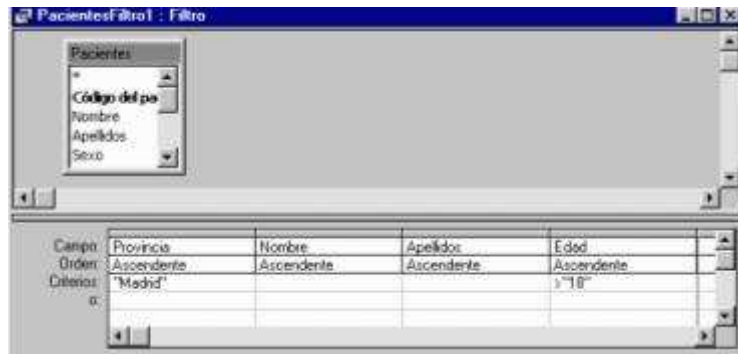 PacientesFiltro1 : Filtro
Pacientes
*
Código del pa
Nombre
Apellidos
Sexo
Campo: Provincia Nombre Apellidos Edad
Orden: Ascendente Ascendente Ascendente Ascendente
Criterios: "Madrid" >"18"
o: